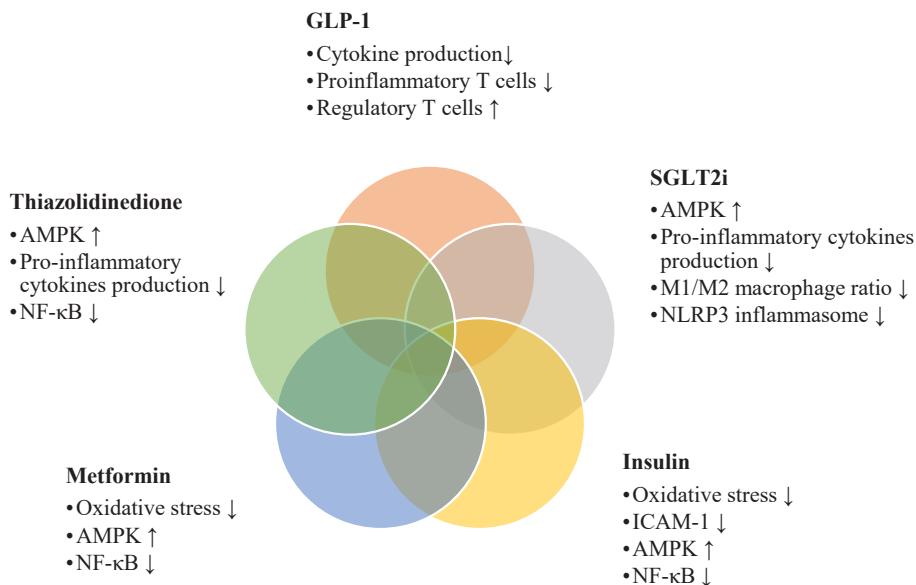 GLP-1
•Cytokine production↓
•Proinflammatory T cells ↓
•Regulatory T cells ↑
Thiazolidinedione
•AMPK ↑
•Pro-inflammatory
cytokines production ↓
•NF-κB ↓
SGLT2i
•AMPK ↑
•Pro-inflammatory cytokines
production ↓
•M1/M2 macrophage ratio ↓
•NLRP3 inflammasome ↓
Metformin
•Oxidative stress ↓
•AMPK ↑
•NF-κB ↓
Insulin
•Oxidative stress ↓
•ICAM-1 ↓
•AMPK ↑
•NF-κB ↓